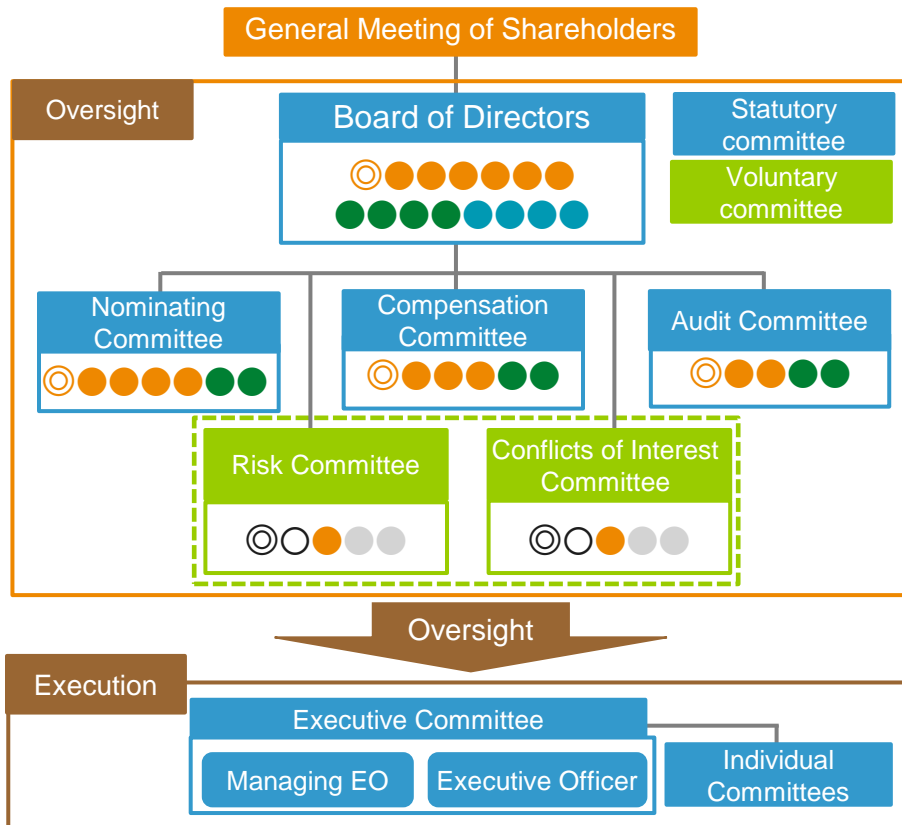 General Meeting of Shareholders
Oversight
Board of Directors
Statutory
committee
Voluntary
committee
Nominating
Committee
Compensation
Committee
Audit Committee
Risk Committee
Conflicts of Interest
Committee
Oversight
Execution
Executive Committee
Managing EO
Executive Officer
Individual
Committees